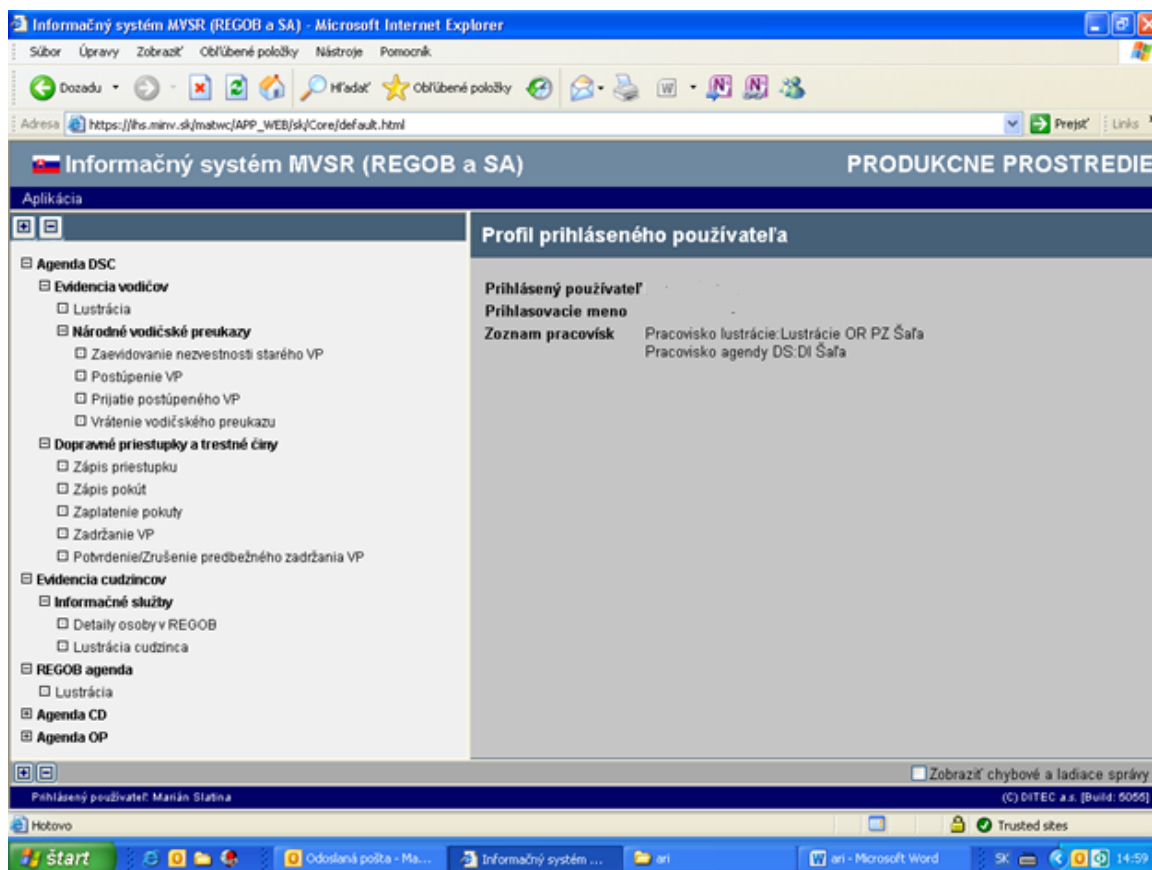 Informačný systém MVSR (REGOB a SA) - Microsoft Internet Explorer
Súbor Úpravy Zobraziť Obľúbené položky Nástroje Pomocník
Dozadu Hľadať Obľúbené položky
Adresa https://lhs.minv.sk/matwc/APP_WEB/sk/Core/default.html Prejsť Links
Informačný systém MVSR (REGOB a SA) PRODUKCNE PROSTREDIE
Aplikácia
Profil prihláseného používateľa
Agenda DSC
Evidencia vodičov
Lustrácia
Národné vodičské preukazy
Zaevidovanie nezvestnosti starého VP
Postúpenie VP
Prijatie postúpeného VP
Vrátenie vodičského preukazu
Dopravné priestupky a trestné činy
Zápis priestupku
Zápis pokút
Zaplatenie pokuty
Zadržanie VP
Potvrdenie/Zrušenie predbežného zadržania VP
Evidencia cudzincov
Informačné služby
Detaily osoby v REGOB
Lustrácia cudzinca
REGOB agenda
Lustrácia
Agenda CD
Agenda OP
Prihlásený používateľ
Prihlasovacie meno
Zoznam pracovísk Pracovisko lustrácie:Lustrácie OR PZ Šaľa
Pracovisko agendy DS:DI Šaľa
Zobraziť chybové a ladiace správy
Prihlásený používateľ: Marián Slatina (C) DITEC a.s. [Build: 5055]
Hotovo Trusted sites
štart Odoslaná pošta - Ma... Informačný systém ... ari ari - Microsoft Word SK 14:59